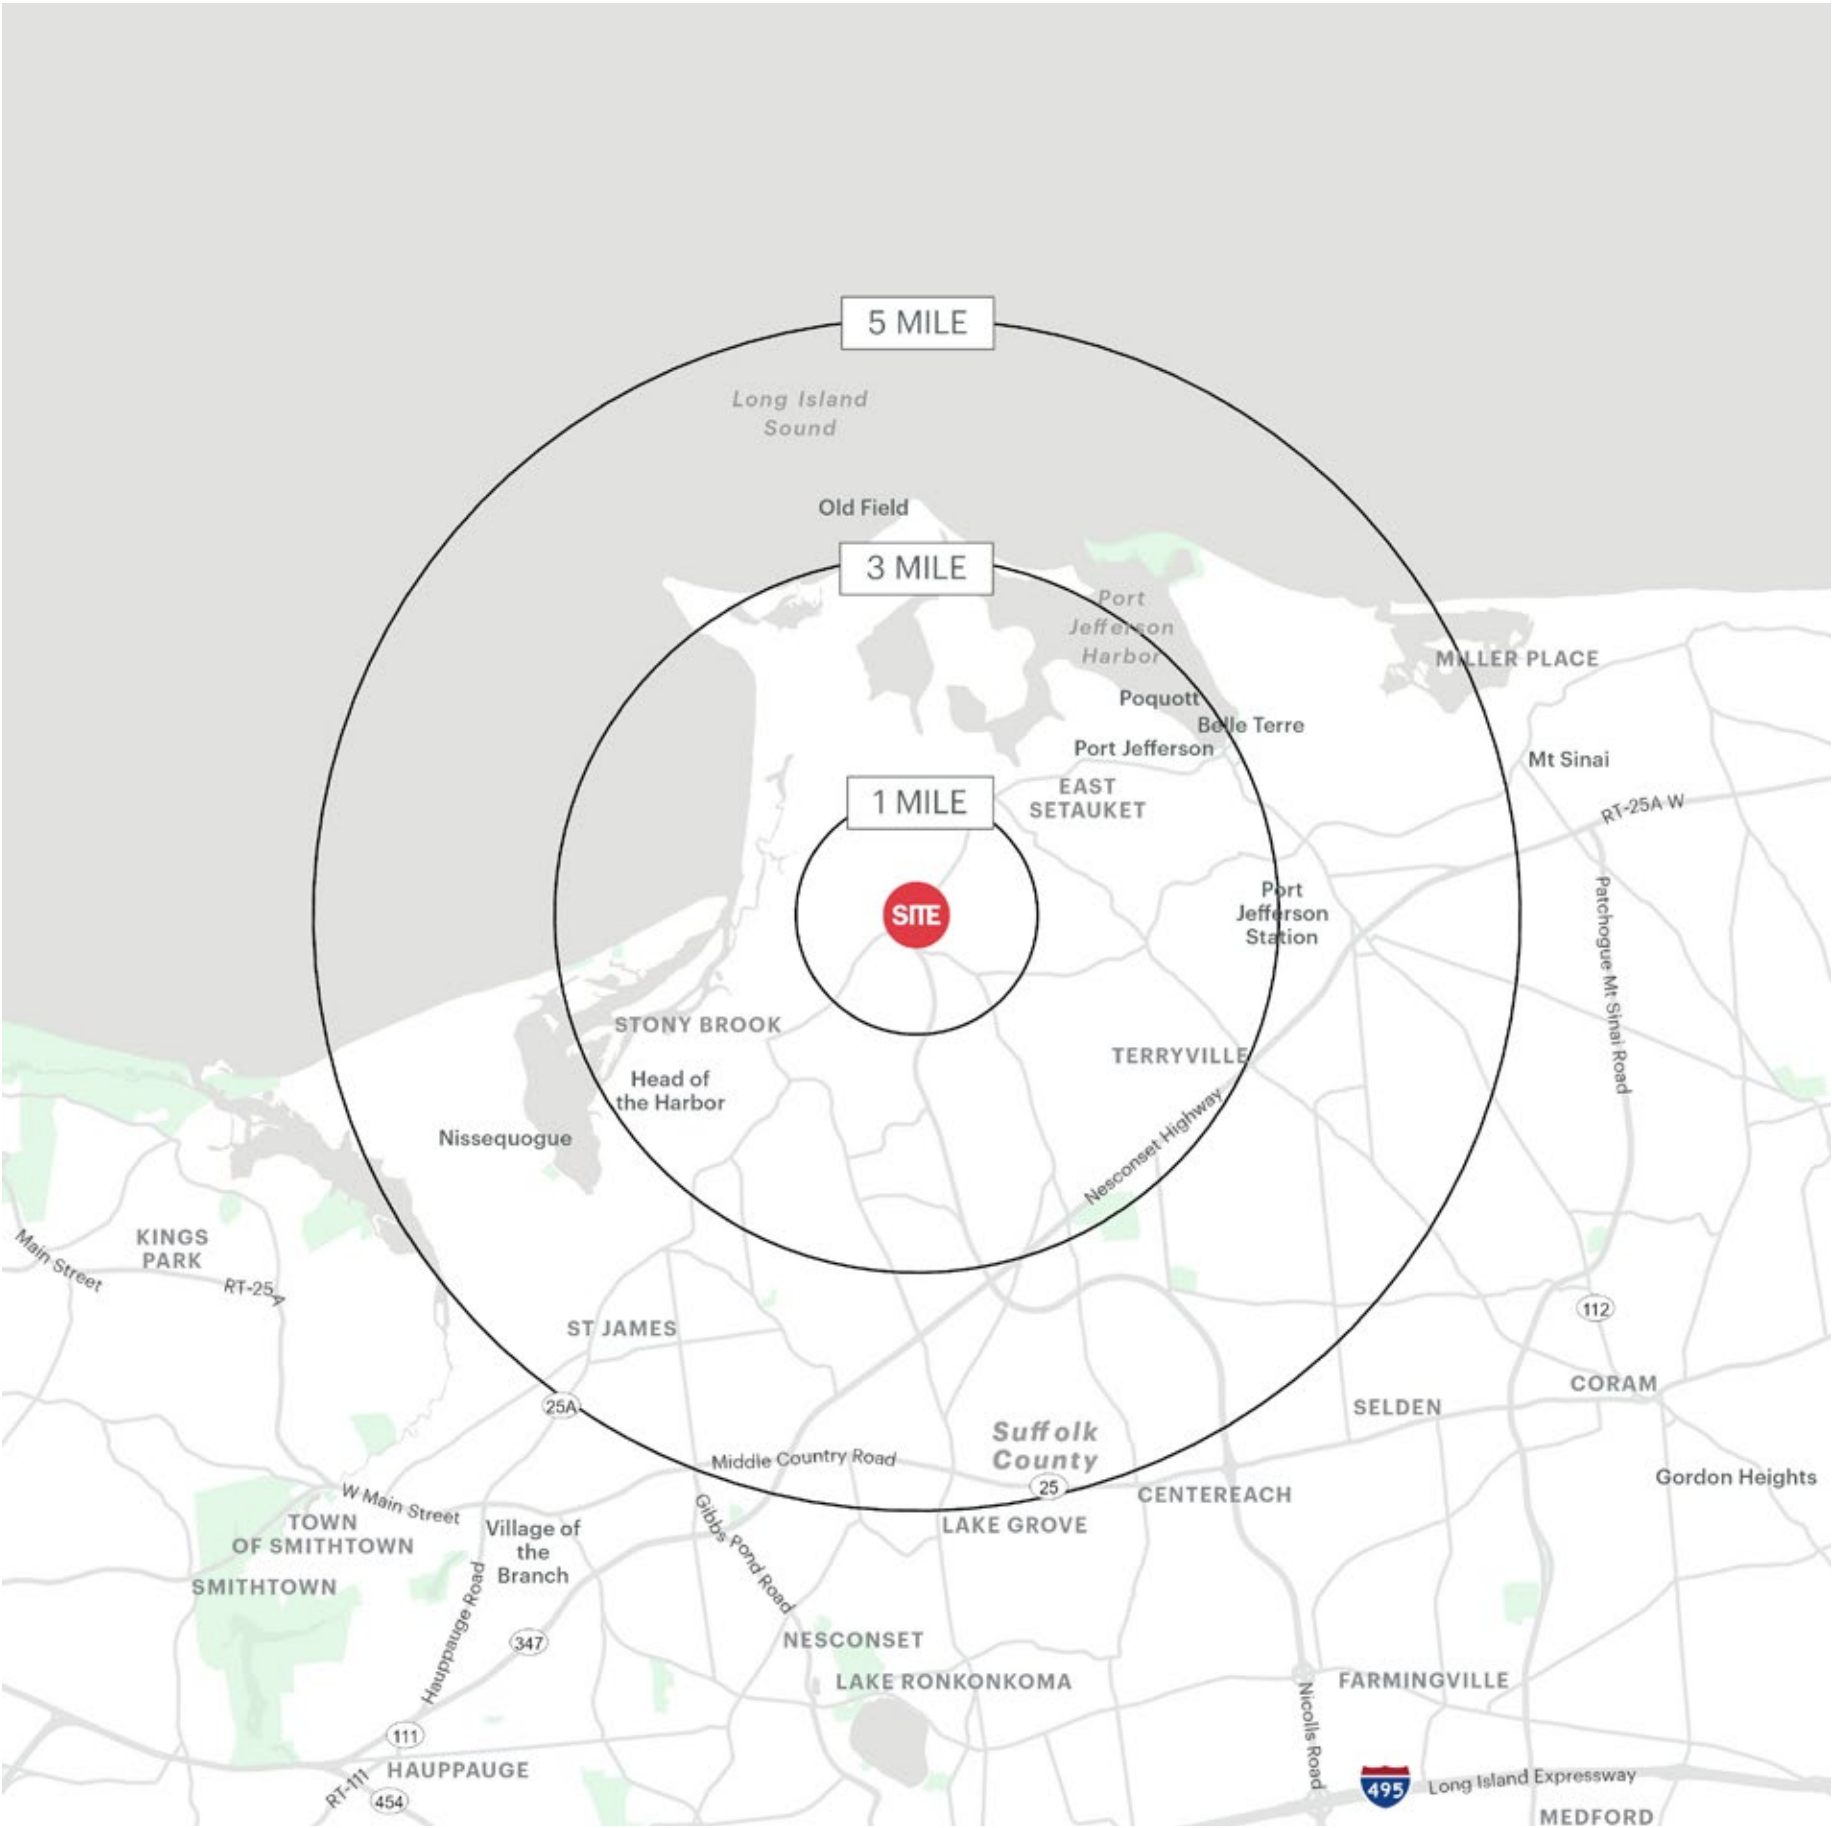 5 MILE
Long Island
Sound
Old Field
3 MILE
Port
Jefferson
Harbor
MILLER PLACE
Poquott
Belle Terre
Port Jefferson
Mt Sinai
EAST
SETAUKET
1 MILE
RT-25A W
SITE
Port
Jefferson
Station
Patchogue Mt Sinai Road
STONY BROOK
TERRYVILLE
Head of
the Harbor
Nissequogue
Nesconset Highway
KINGS
PARK
Main Street
RT-25A
112
ST JAMES
CORAM
25A
SELDEN
Suffolk
County
Middle Country Road
25
Gordon Heights
CENTEREACH
W Main Street
LAKE GROVE
TOWN
OF SMITHTOWN
Village of
the
Branch
Gibbs Pond Road
SMITHTOWN
Hauppauge Road
347
NESCONSET
LAKE RONKONKOMA
FARMINGVILLE
Nicolls Road
111
HAUPPAUGE
RT-111
454
495
Long Island Expressway
MEDFORD